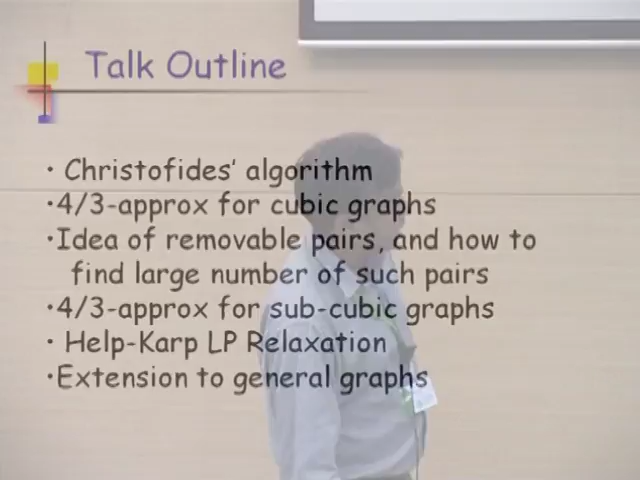 Talk Outline
• Christofides' algorithm
•4/3-approx for cubic graphs
•Idea of removable pairs, and how to
find large number of such pairs
•4/3-approx for sub-cubic graphs
• Help-Karp LP Relaxation
•Extension to general graphs